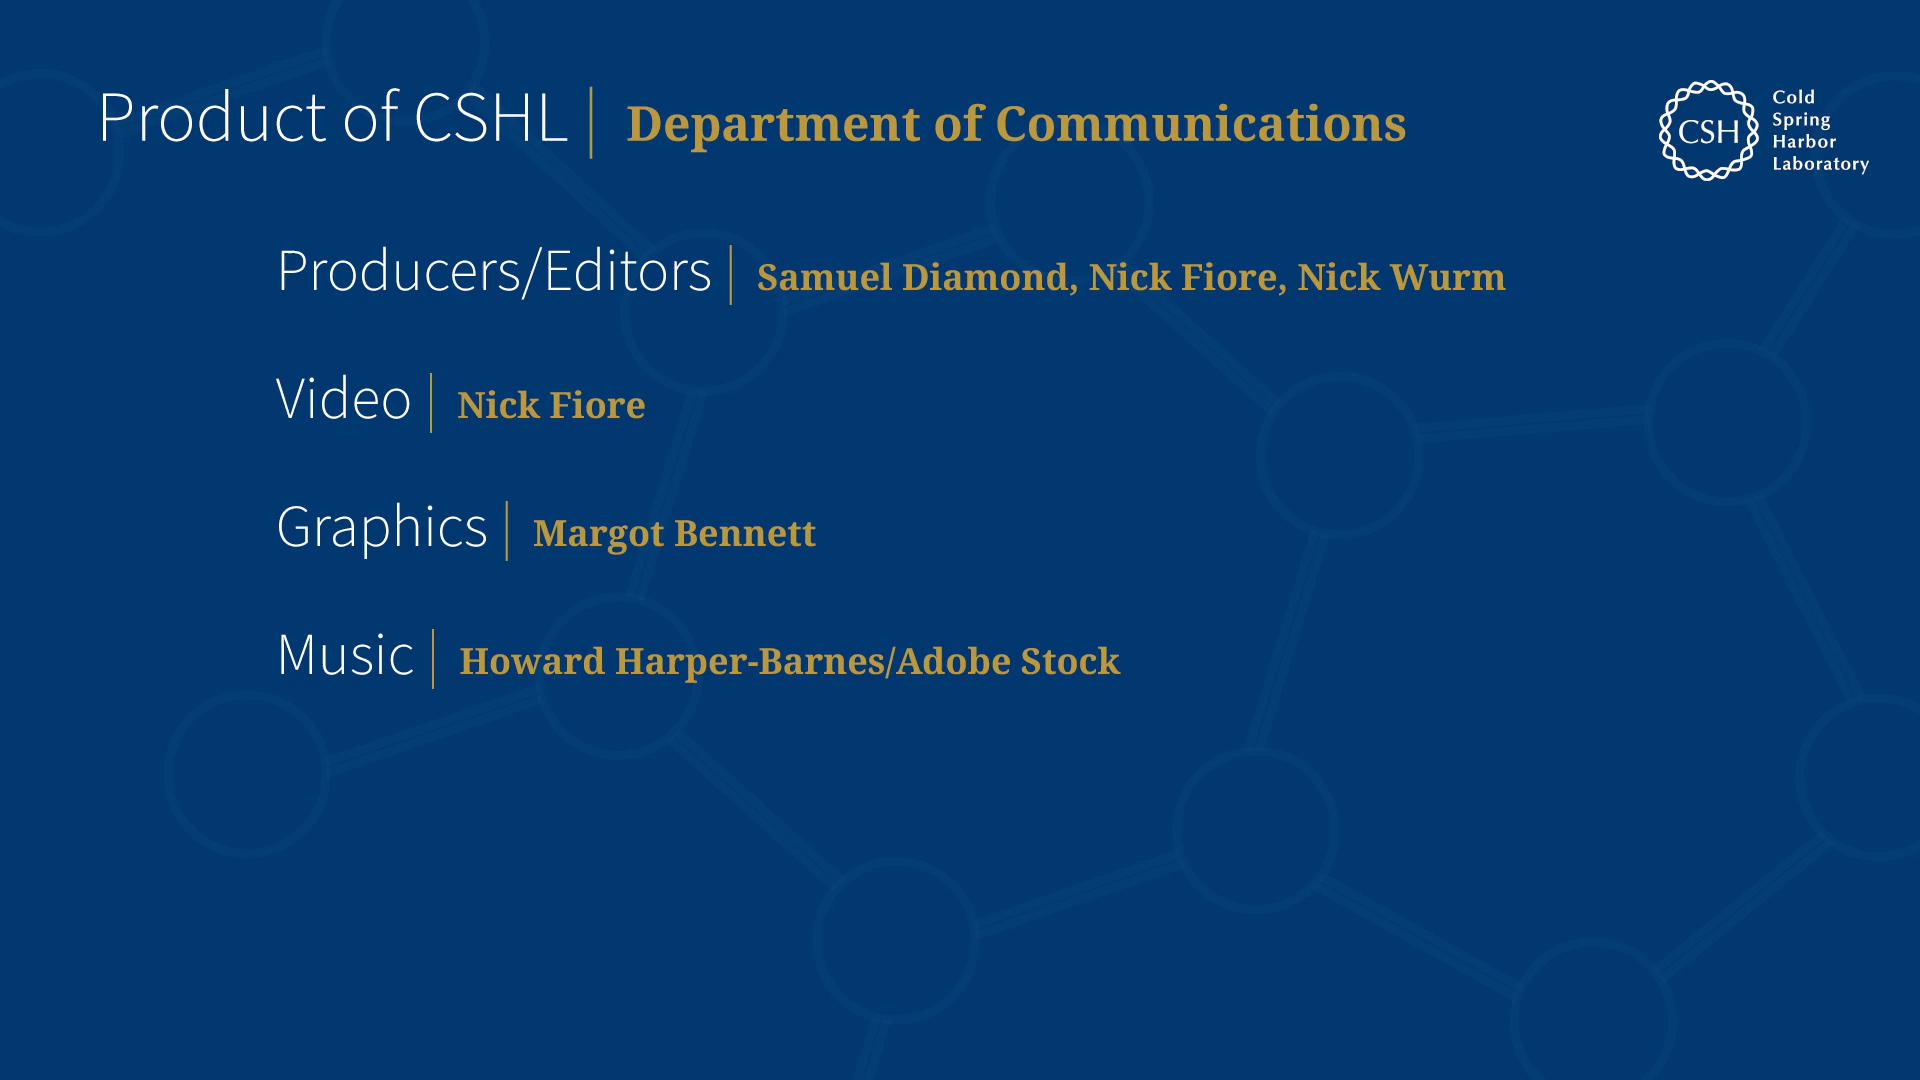 Product of CSHL | Department of Communications
CSH
Cold
Spring
Harbor
Laboratory
Producers/Editors | Samuel Diamond, Nick Fiore, Nick Wurm
Video | Nick Fiore
Graphics | Margot Bennett
Music | Howard Harper-Barnes/Adobe Stock